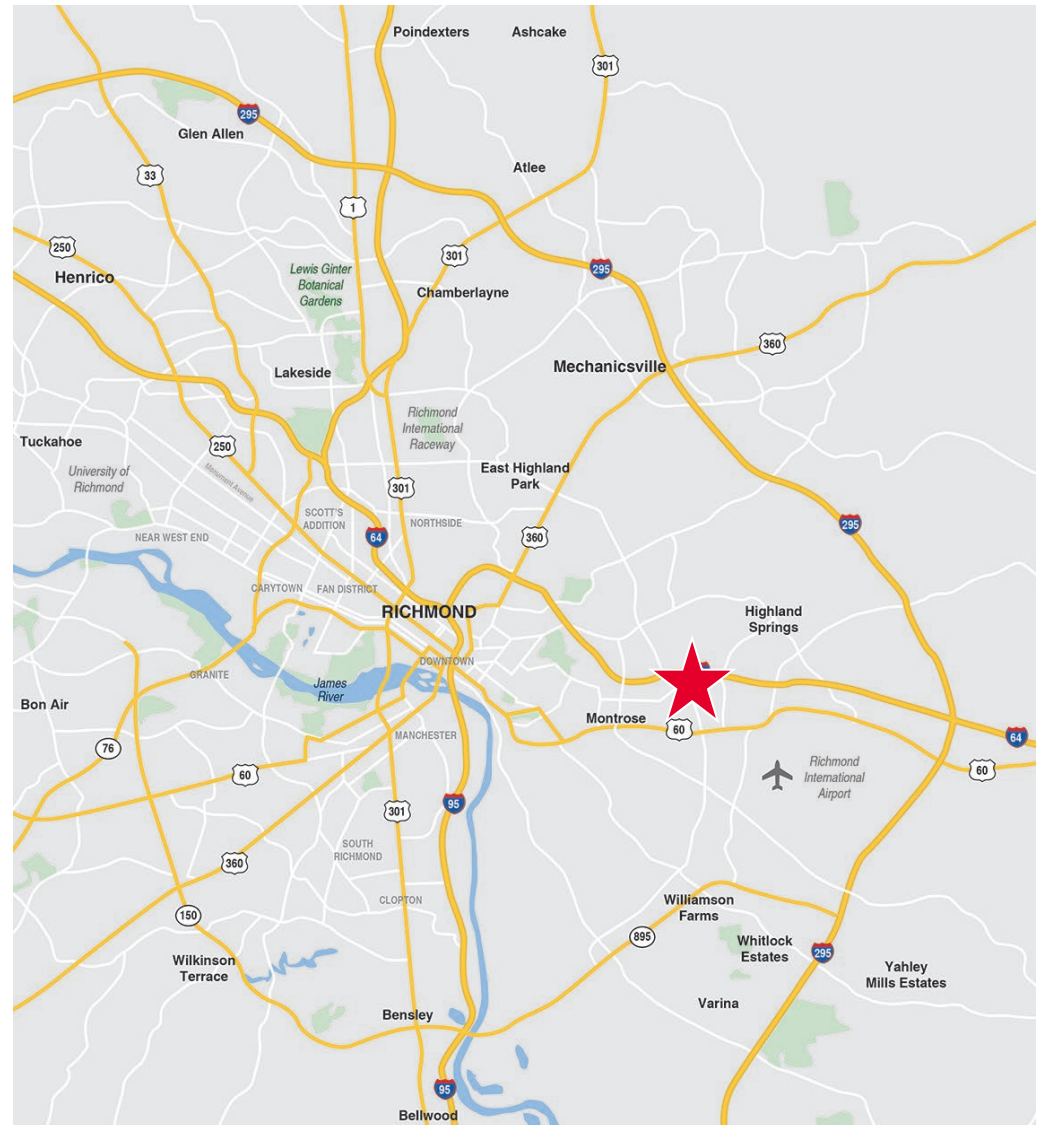 Poindexters
Ashcake
301
295
Glen Allen
Atlee
33
1
250
301
295
Henrico
Lewis Ginter
Botanical
Gardens
Chamberlayne
360
Mechanicsville
Lakeside
Richmond
International
Raceway
Tuckahoe
250
University of
Richmond
Monument Avenue
East Highland
Park
301
SCOTT'S
ADDITION
NORTHSIDE
295
64
360
NEAR WEST END
CARYTOWN
FAN DISTRICT
RICHMOND
Highland
Springs
DOWNTOWN
GRANITE
James
River
Bon Air
Montrose
60
MANCHESTER
64
76
60
Richmond
International
Airport
60
95
301
SOUTH
RICHMOND
360
CLOPTON
Williamson
Farms
150
895
Whitlock
Estates
295
Wilkinson
Terrace
Yahley
Mills Estates
Varina
Bensley
95
Bellwood